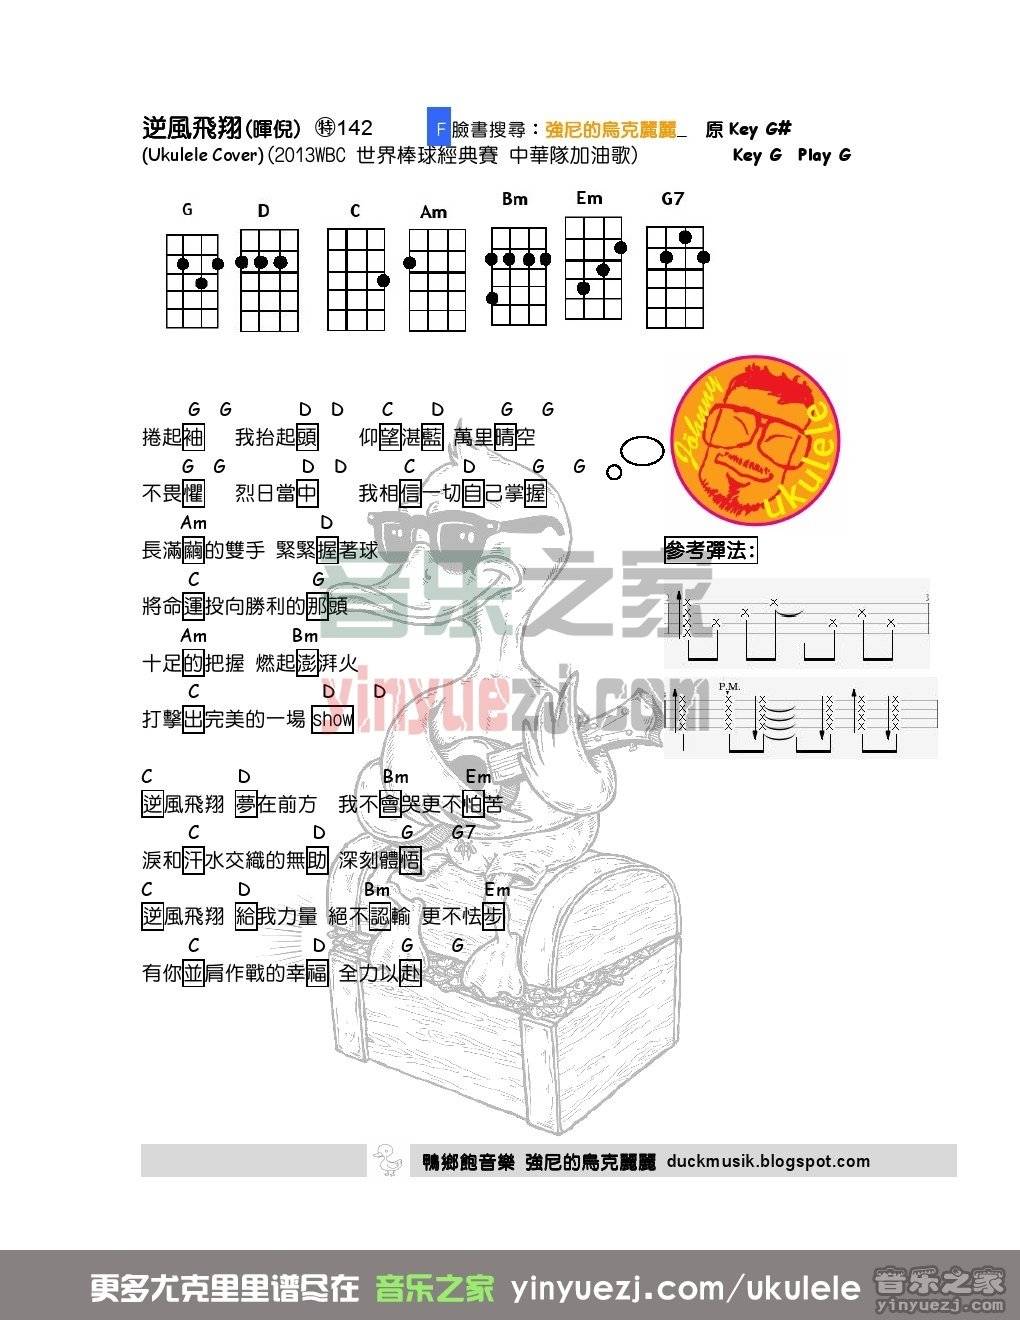 逆風飛翔(暉倪) ㊕142 F 臉書搜尋：強尼的烏克麗麗_ 原 Key G#
(Ukulele Cover)(2013WBC 世界棒球經典賽 中華隊加油歌) Key G Play G
G D C Am Bm Em G7
G G D D C D G G
捲起袖 我抬起頭 仰望湛藍 萬里晴空
G G D D C D G G
不畏懼 烈日當中 我相信一切自己掌握
Am D
長滿繭的雙手 緊緊握著球
C G
將命運投向勝利的那頭
Am Bm
十足的把握 燃起澎湃火
C D D
打擊出完美的一場 show
Jöhnny
ukulele
參考彈法：
3
P.M.
C D Bm Em
逆風飛翔 夢在前方 我不會哭更不怕苦
C D G G7
淚和汗水交織的無助 深刻體悟
C D Bm Em
逆風飛翔 給我力量 絕不認輸 更不怯步
C D G G
有你並肩作戰的幸福 全力以赴
音乐之家
yinyuezj.com
鴨鄉飽音樂 強尼的烏克麗麗 duckmusik.blogspot.com
更多尤克里里谱尽在 音乐之家 yinyuezj.com/ukulele
音乐之家
yinyuezj.com